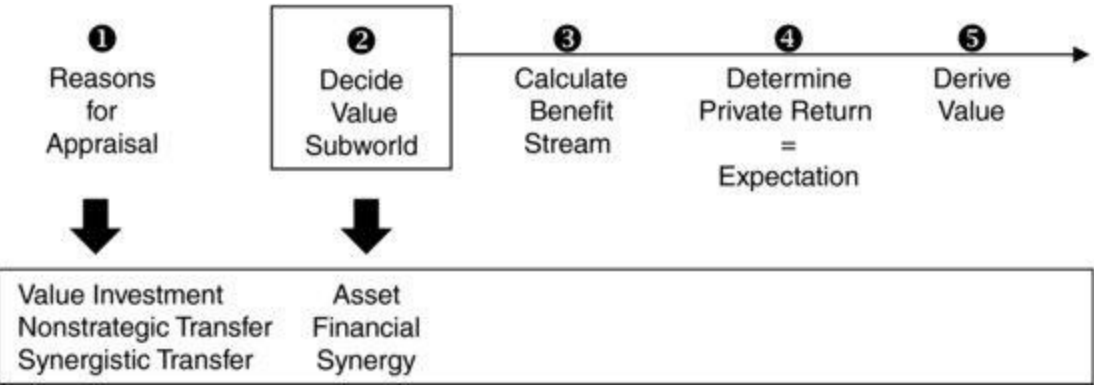 ❶
Reasons
for
Appraisal
❷
Decide
Value
Subworld
❸
Calculate
Benefit
Stream
❹
Determine
Private Return
=
Expectation
❺
Derive
Value
Value Investment
Nonstrategic Transfer
Synergistic Transfer
Asset
Financial
Synergy